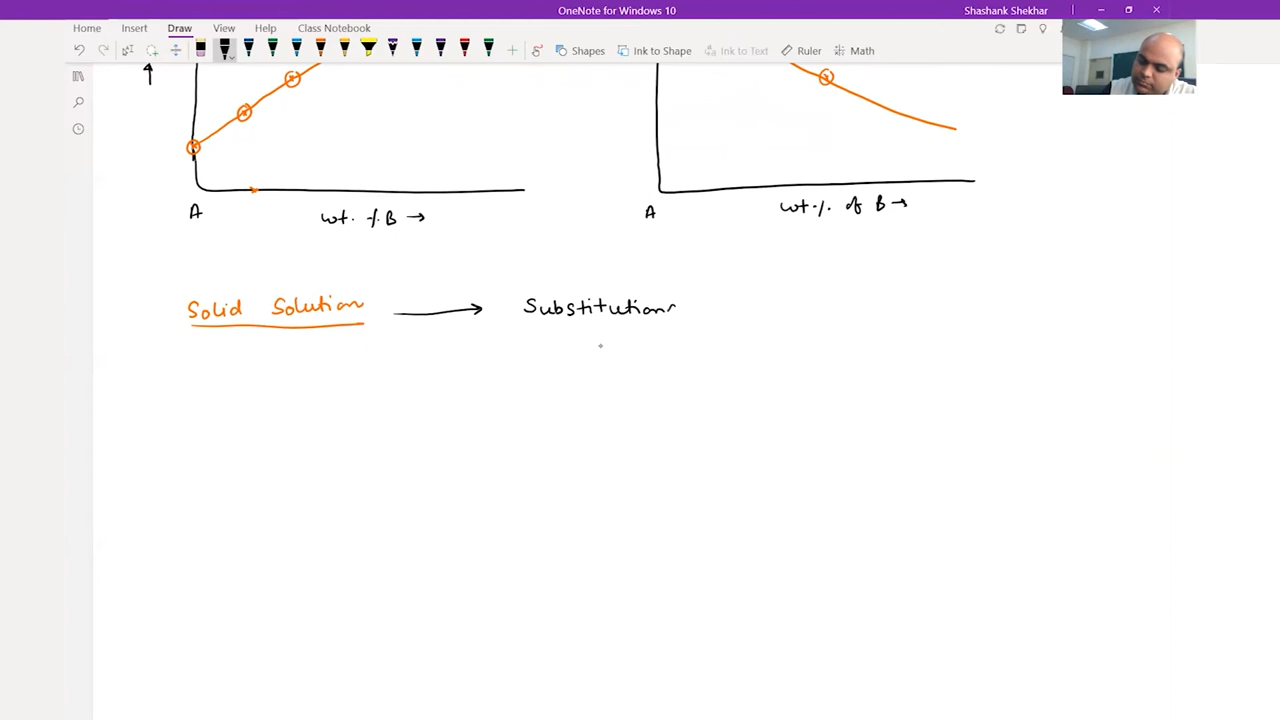 OneNote for Windows 10
Shashank Shekhar
Home Insert Draw View Help Class Notebook
Shapes Ink to Shape Ink to Text Ruler Math
A
wt. % B →
A
wt % of B →
Solid Solution → Substitution